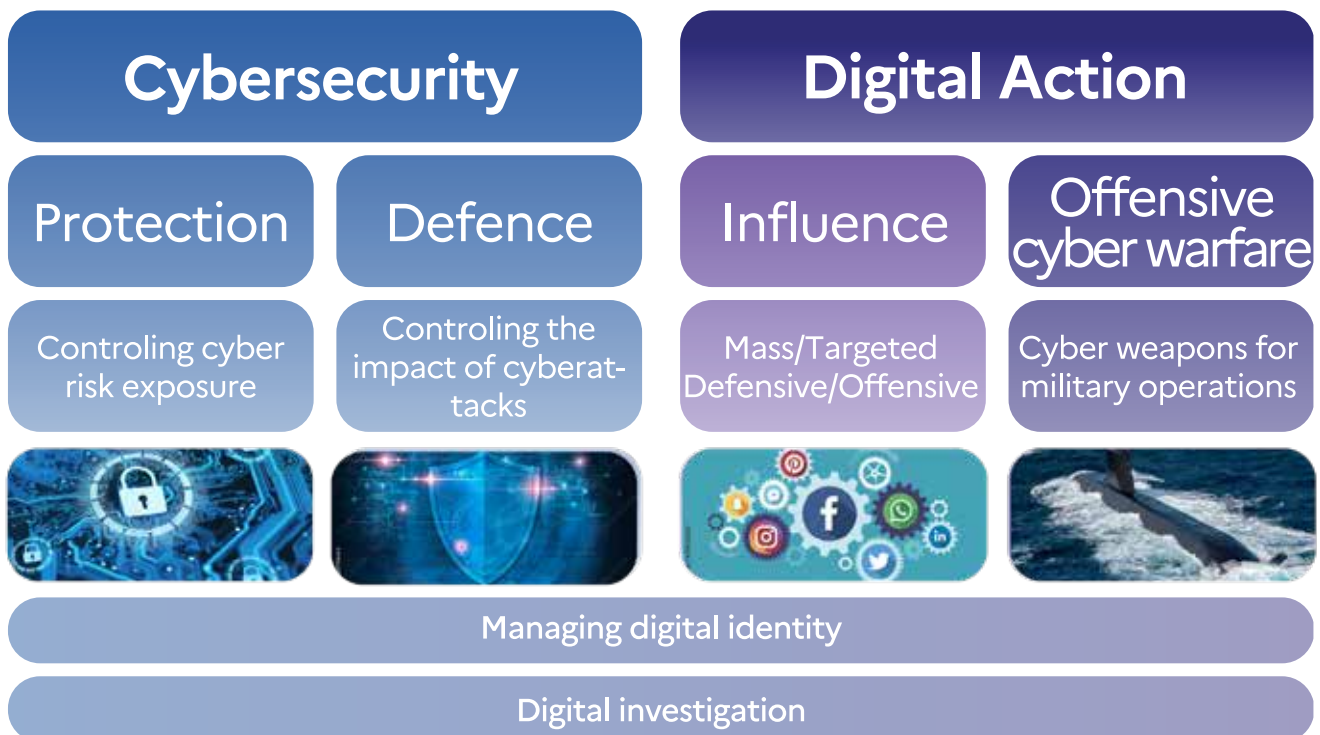 Cybersecurity
Digital Action
Protection
Defence
Influence
Offensive
cyber warfare
Controling cyber
risk exposure
Controling the
impact of cyberat-
tacks
Mass/Targeted
Defensive/Offensive
Cyber weapons for
military operations
Managing digital identity
Digital investigation